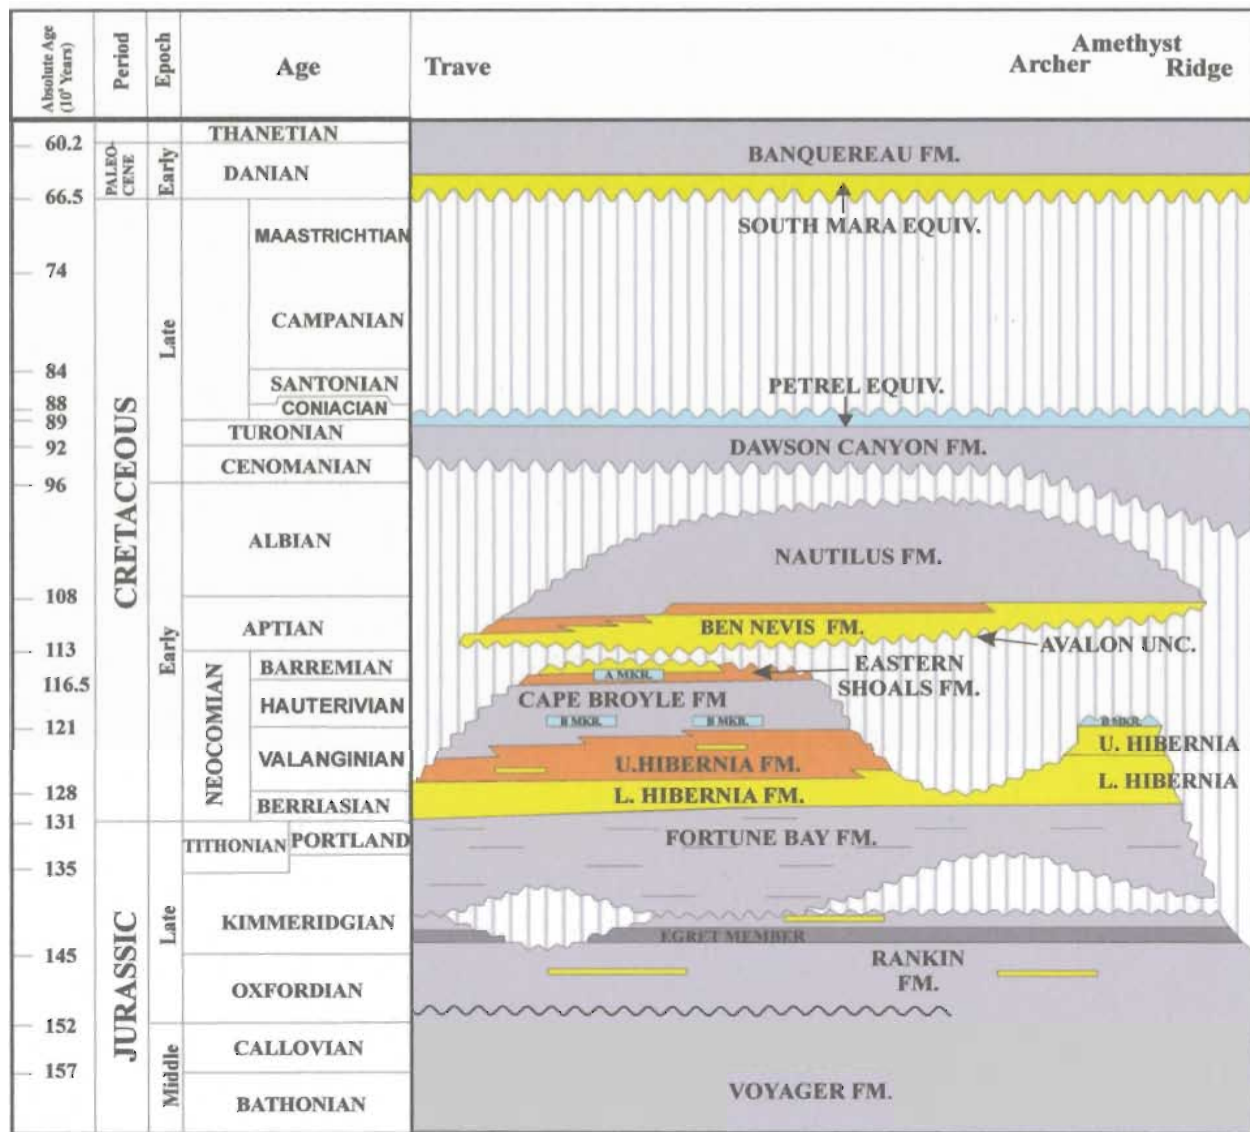 Absolute Age
(10⁶ Years)
Period
Epoch
Age
Trave
Archer
Amethyst
Ridge
60.2
66.5
74
84
88
89
92
96
108
113
116.5
121
128
131
135
145
152
157
PALEO-
CENE
CRETACEOUS
JURASSIC
Early
Late
Early
Late
Middle
NEOCOMIAN
THANETIAN
DANIAN
MAASTRICHTIAN
CAMPANIAN
SANTONIAN
CONIACIAN
TURONIAN
CENOMANIAN
ALBIAN
APTIAN
BARREMIAN
HAUTERIVIAN
VALANGINIAN
BERRIASIAN
TITHONIAN
PORTLAND
KIMMERIDGIAN
OXFORDIAN
CALLOVIAN
BATHONIAN
BANQUEREAU FM.
SOUTH MARA EQUIV.
PETREL EQUIV.
DAWSON CANYON FM.
NAUTILUS FM.
BEN NEVIS FM.
AVALON UNC.
EASTERN
SHOALS FM.
A MKR.
CAPE BROYLE FM
B MKR.
B MKR.
B MKR.
U. HIBERNIA
U.HIBERNIA FM.
L. HIBERNIA
L. HIBERNIA FM.
FORTUNE BAY FM.
EGRET MEMBER
RANKIN
FM.
VOYAGER FM.